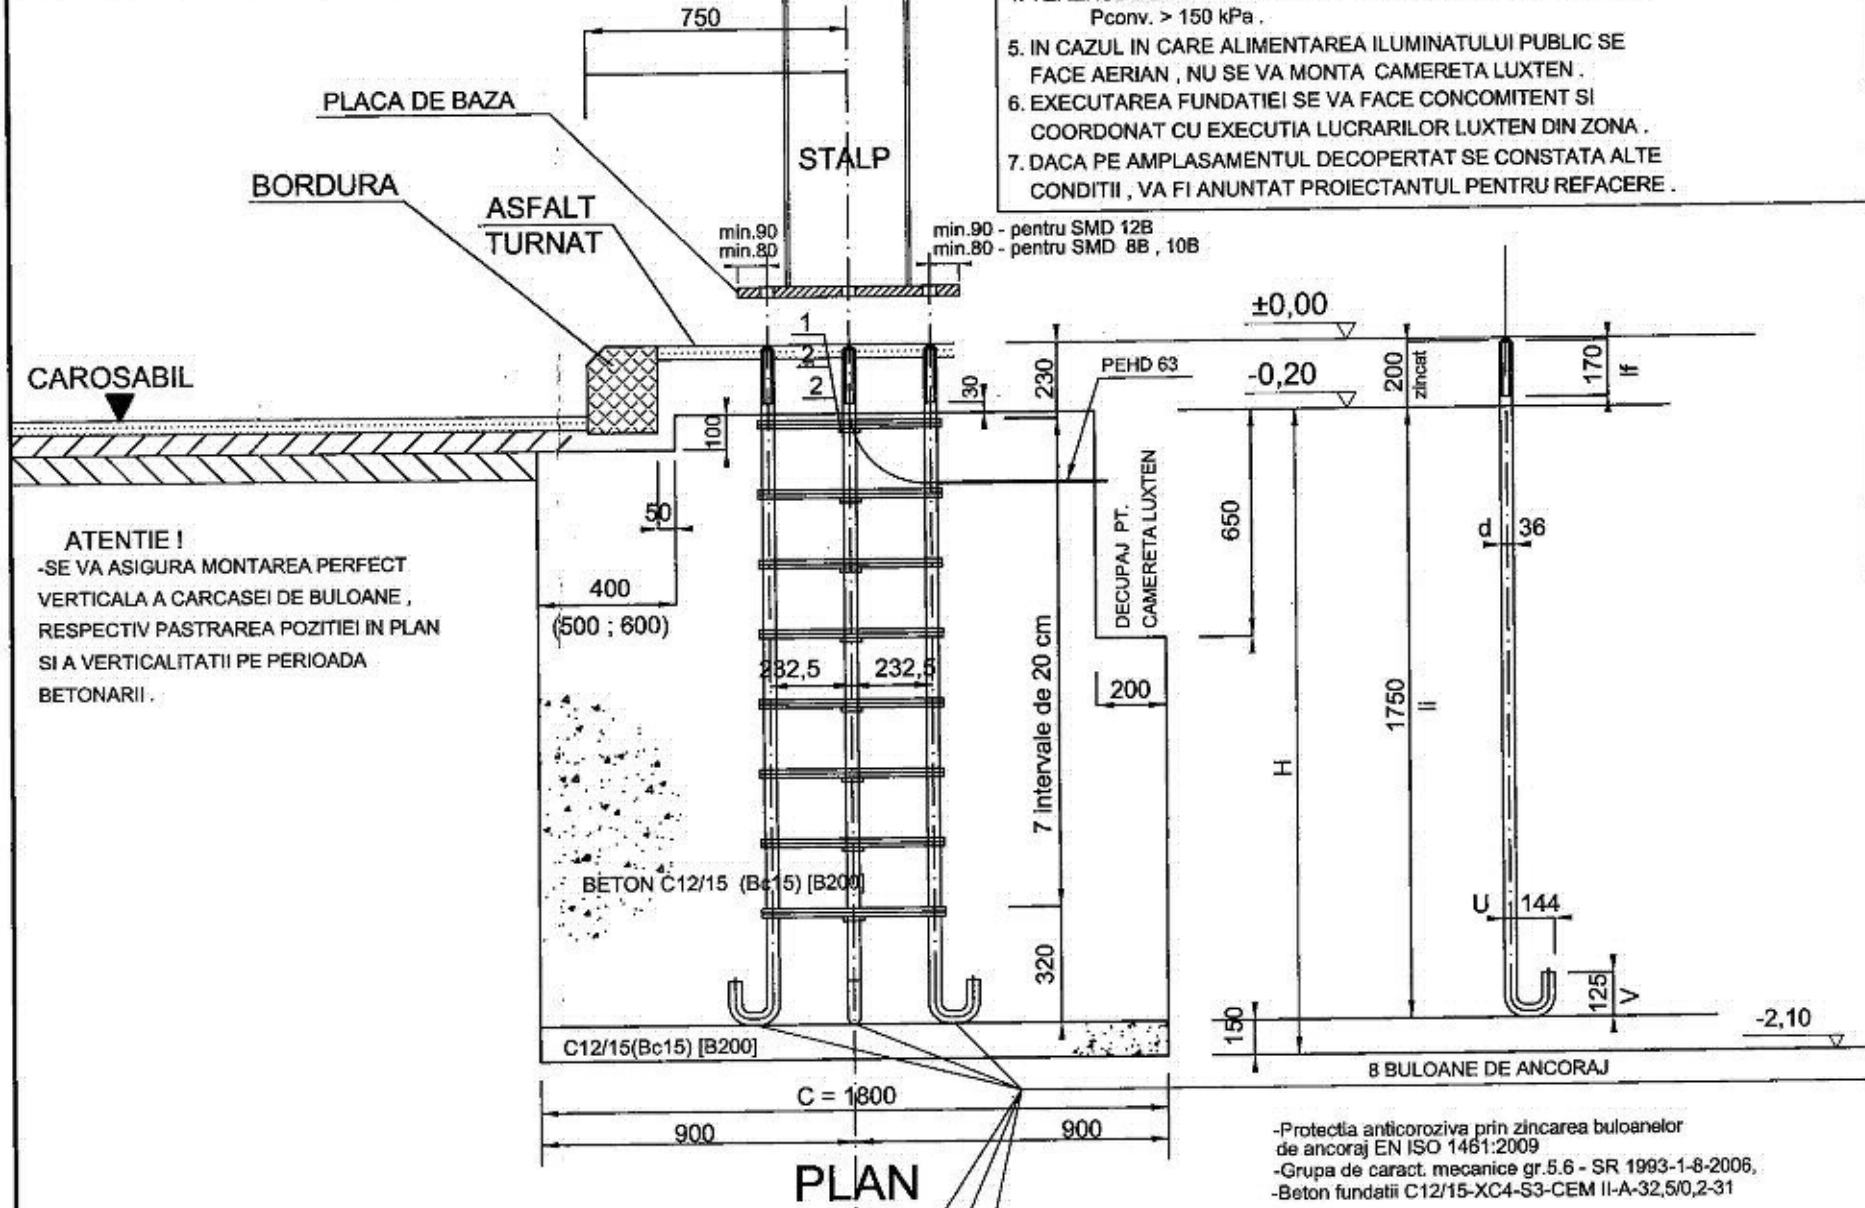 Pconv. > 150 kPa .
5. IN CAZUL IN CARE ALIMENTAREA ILUMINATULUI PUBLIC SE
FACE AERIAN , NU SE VA MONTA CAMERETA LUXTEN .
6. EXECUTAREA FUNDATIEI SE VA FACE CONCOMITENT SI
COORDONAT CU EXECUTIA LUCRARILOR LUXTEN DIN ZONA .
7. DACA PE AMPLASAMENTUL DECOPERTAT SE CONSTATA ALTE
CONDITII , VA FI ANUNTAT PROIECTANTUL PENTRU REFACERE .
750
PLACA DE BAZA
STALP
BORDURA
ASFALT
TURNAT
min.90
min.80
min.90 - pentru SMD 12B
min.80 - pentru SMD 8B , 10B
±0,00
1
2
2
230
PEHD 63
30
-0,20
200
zincat
170
lf
CAROSABIL
100
50
400
(500 ; 600)
ATENTIE !
-SE VA ASIGURA MONTAREA PERFECT
VERTICALA A CARCASEI DE BULOANE ,
RESPECTIV PASTRAREA POZITIEI IN PLAN
SI A VERTICALITATII PE PERIOADA
BETONARII .
DECUPAJ PT.
CAMERETA LUXTEN
650
d 36
232,5
232,5
7 intervale de 20 cm
200
H
1750
li
BETON C12/15 (Bc15) [B200]
320
U 144
125
V
150
-2,10
C12/15(Bc15) [B200]
8 BULOANE DE ANCORAJ
C = 1800
900
900
PLAN
-Protectia anticoroziva prin zincarea buloanelor
de ancoraj EN ISO 1461:2009
-Grupa de caract. mecanice gr.5.6 - SR 1993-1-8-2006,
-Beton fundatii C12/15-XC4-S3-CEM II-A-32,5/0,2-31